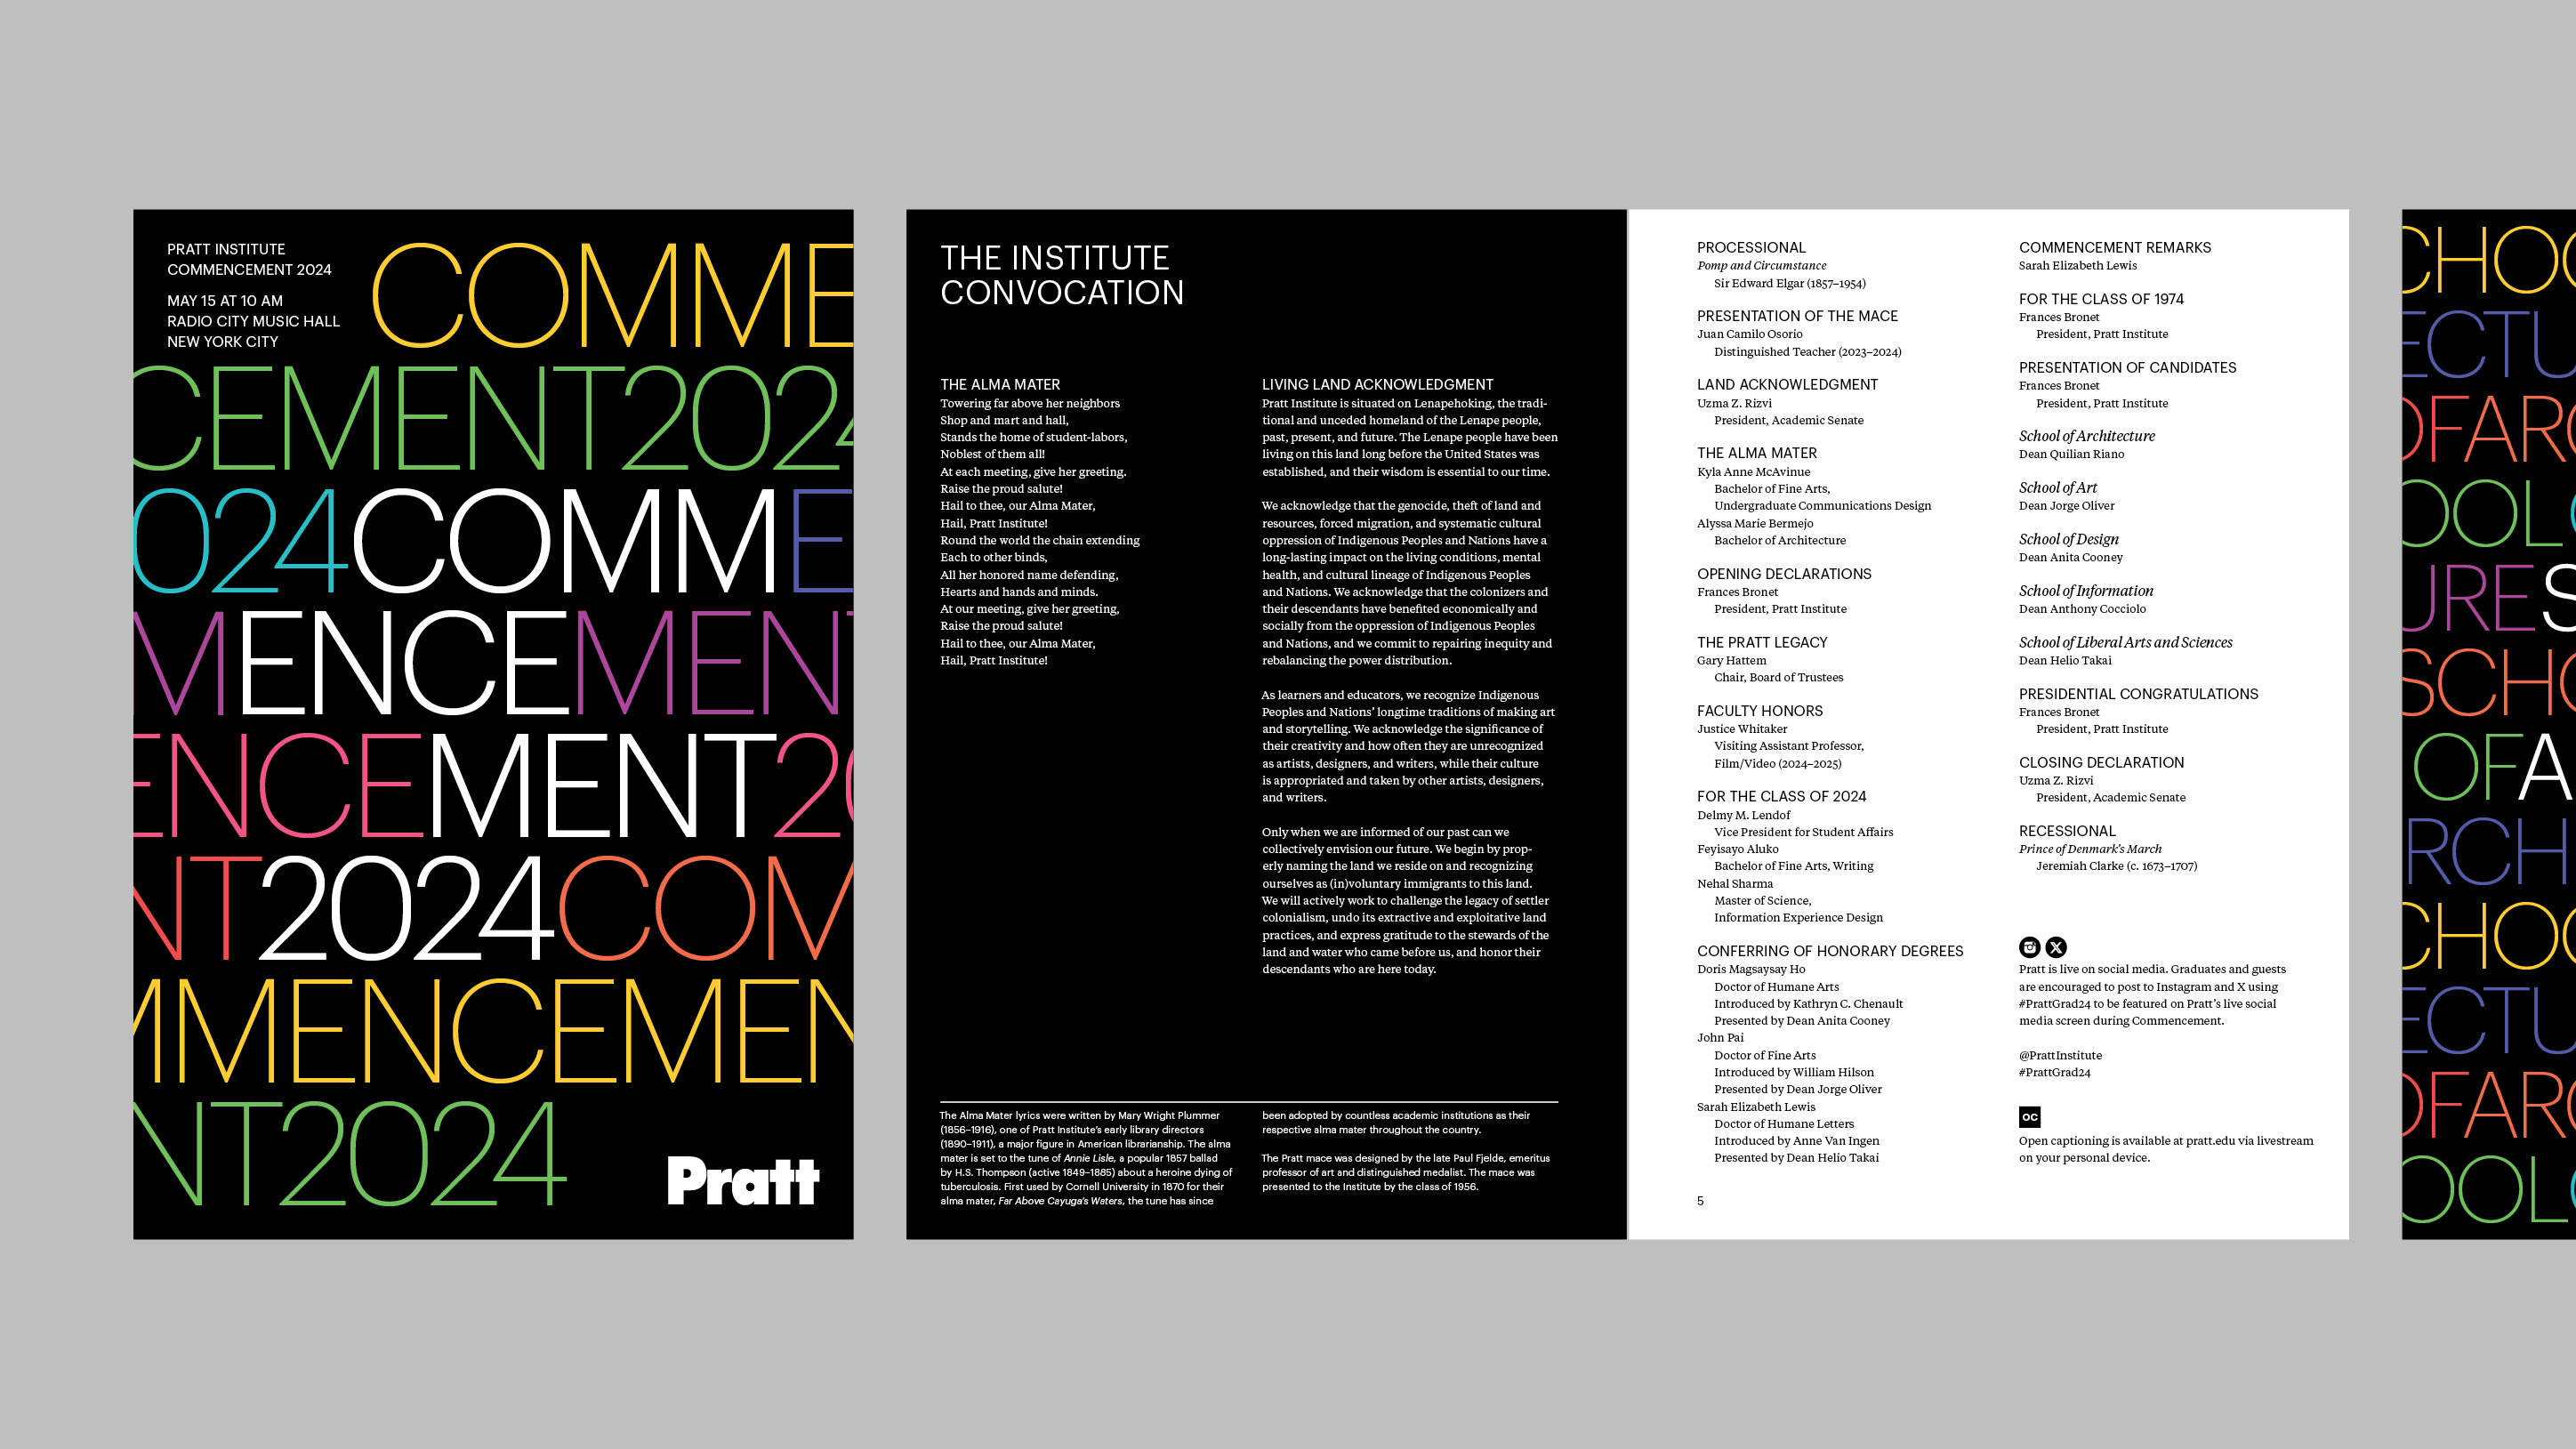 PRATT INSTITUTE
COMMENCEMENT 2024
MAY 15 AT 10 AM
RADIO CITY MUSIC HALL
NEW YORK CITY
COMME
CEMENT2024
024COMME
MENCEMENT
ENCEMENT20
NT2024COM
MMENCEMEN
NT2024
Pratt
THE INSTITUTE
CONVOCATION
THE ALMA MATER
Towering far above her neighbors
Shop and mart and hall,
Stands the home of student-labors,
Noblest of them all!
At each meeting, give her greeting.
Raise the proud salute!
Hail to thee, our Alma Mater,
Hail, Pratt Institute!
Round the world the chain extending
Each to other binds,
All her honored name defending,
Hearts and hands and minds.
At our meeting, give her greeting,
Raise the proud salute!
Hail to thee, our Alma Mater,
Hail, Pratt Institute!
LIVING LAND ACKNOWLEDGMENT
Pratt Institute is situated on Lenapehoking, the tradi-
tional and unceded homeland of the Lenape people,
past, present, and future. The Lenape people have been
living on this land long before the United States was
established, and their wisdom is essential to our time.
We acknowledge that the genocide, theft of land and
resources, forced migration, and systematic cultural
oppression of Indigenous Peoples and Nations have a
long-lasting impact on the living conditions, mental
health, and cultural lineage of Indigenous Peoples
and Nations. We acknowledge that the colonizers and
their descendants have benefited economically and
socially from the oppression of Indigenous Peoples
and Nations, and we commit to repairing inequity and
rebalancing the power distribution.
As learners and educators, we recognize Indigenous
Peoples and Nations’ longtime traditions of making art
and storytelling. We acknowledge the significance of
their creativity and how often they are unrecognized
as artists, designers, and writers, while their culture
is appropriated and taken by other artists, designers,
and writers.
Only when we are informed of our past can we
collectively envision our future. We begin by prop-
erly naming the land we reside on and recognizing
ourselves as (in)voluntary immigrants to this land.
We will actively work to challenge the legacy of settler
colonialism, undo its extractive and exploitative land
practices, and express gratitude to the stewards of the
land and water who came before us, and honor their
descendants who are here today.
The Alma Mater lyrics were written by Mary Wright Plummer
(1856–1916), one of Pratt Institute’s early library directors
(1890–1911), a major figure in American librarianship. The alma
mater is set to the tune of Annie Lisle, a popular 1857 ballad
by H.S. Thompson (active 1849–1885) about a heroine dying of
tuberculosis. First used by Cornell University in 1870 for their
alma mater, Far Above Cayuga’s Waters, the tune has since
been adopted by countless academic institutions as their
respective alma mater throughout the country.
The Pratt mace was designed by the late Paul Fjelde, emeritus
professor of art and distinguished medalist. The mace was
presented to the Institute by the class of 1956.
PROCESSIONAL
Pomp and Circumstance
Sir Edward Elgar (1857–1954)
PRESENTATION OF THE MACE
Juan Camilo Osorio
Distinguished Teacher (2023–2024)
LAND ACKNOWLEDGMENT
Uzma Z. Rizvi
President, Academic Senate
THE ALMA MATER
Kyla Anne McAvinue
Bachelor of Fine Arts,
Undergraduate Communications Design
Alyssa Marie Bermejo
Bachelor of Architecture
OPENING DECLARATIONS
Frances Bronet
President, Pratt Institute
THE PRATT LEGACY
Gary Hattem
Chair, Board of Trustees
FACULTY HONORS
Justice Whitaker
Visiting Assistant Professor,
Film/Video (2024–2025)
FOR THE CLASS OF 2024
Delmy M. Lendof
Vice President for Student Affairs
Feyisayo Aluko
Bachelor of Fine Arts, Writing
Nehal Sharma
Master of Science,
Information Experience Design
CONFERRING OF HONORARY DEGREES
Doris Magsaysay Ho
Doctor of Humane Arts
Introduced by Kathryn C. Chenault
Presented by Dean Anita Cooney
John Pai
Doctor of Fine Arts
Introduced by William Hilson
Presented by Dean Jorge Oliver
Sarah Elizabeth Lewis
Doctor of Humane Letters
Introduced by Anne Van Ingen
Presented by Dean Helio Takai
5
COMMENCEMENT REMARKS
Sarah Elizabeth Lewis
FOR THE CLASS OF 1974
Frances Bronet
President, Pratt Institute
PRESENTATION OF CANDIDATES
Frances Bronet
President, Pratt Institute
School of Architecture
Dean Quilian Riano
School of Art
Dean Jorge Oliver
School of Design
Dean Anita Cooney
School of Information
Dean Anthony Cocciolo
School of Liberal Arts and Sciences
Dean Helio Takai
PRESIDENTIAL CONGRATULATIONS
Frances Bronet
President, Pratt Institute
CLOSING DECLARATION
Uzma Z. Rizvi
President, Academic Senate
RECESSIONAL
Prince of Denmark’s March
Jeremiah Clarke (c. 1673–1707)
Pratt is live on social media. Graduates and guests
are encouraged to post to Instagram and X using
#PrattGrad24 to be featured on Pratt’s live social
media screen during Commencement.
@PrattInstitute
#PrattGrad24
OC
Open captioning is available at pratt.edu via livestream
on your personal device.
CHOO
ECTU
OFARC
OOLO
URES
SCHO
OFA
RCHI
CHOO
ECTU
OFARC
OOLO